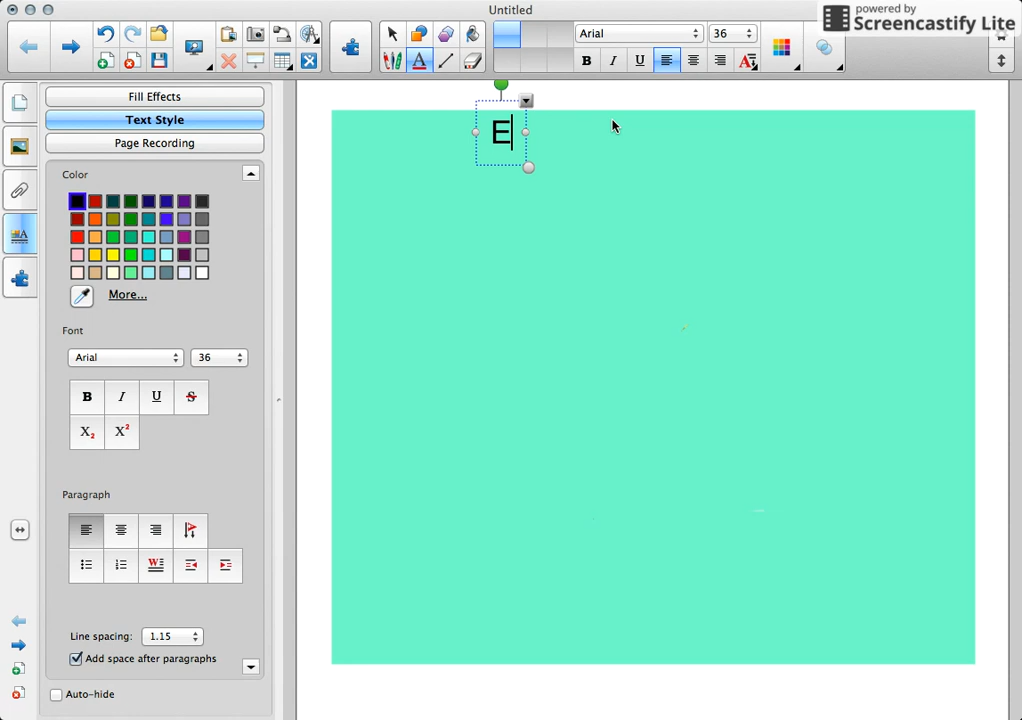 Untitled
powered by
Screencastify Lite
Arial
36
B I U
Fill Effects
Text Style
Page Recording
E
Color
More...
Font
Arial
36
B I U S
X2 X2
Paragraph
Line spacing: 1.15
Add space after paragraphs
Auto-hide